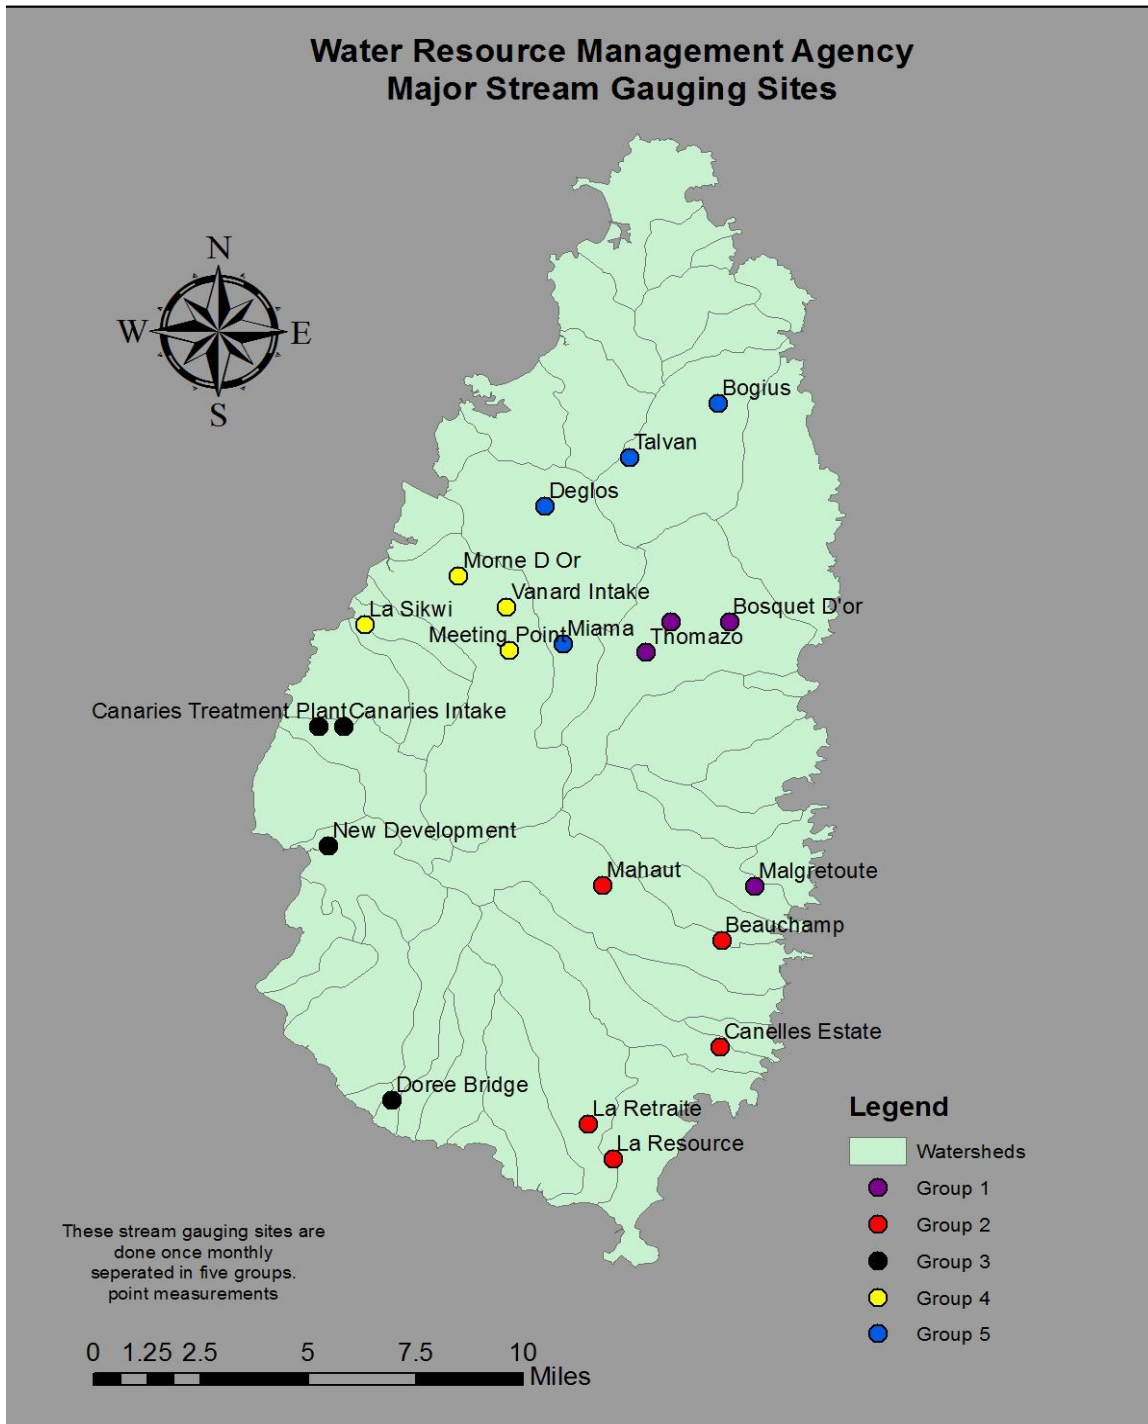 Water Resource Management Agency
Major Stream Gauging Sites
N
W
E
S
Bogius
Talvan
Deglos
Morne D Or
Vanard Intake
La Sikwi
Bosquet D'or
Meeting Point
Miama
Thomazo
Canaries Treatment Plant
Canaries Intake
New Development
Mahaut
Malgretoute
Beauchamp
Canelles Estate
Doree Bridge
La Retraite
La Resource
Legend
Watersheds
Group 1
Group 2
Group 3
Group 4
Group 5
These stream gauging sites are
done once monthly
seperated in five groups.
point measurements
0 1.25 2.5 5 7.5 10
Miles